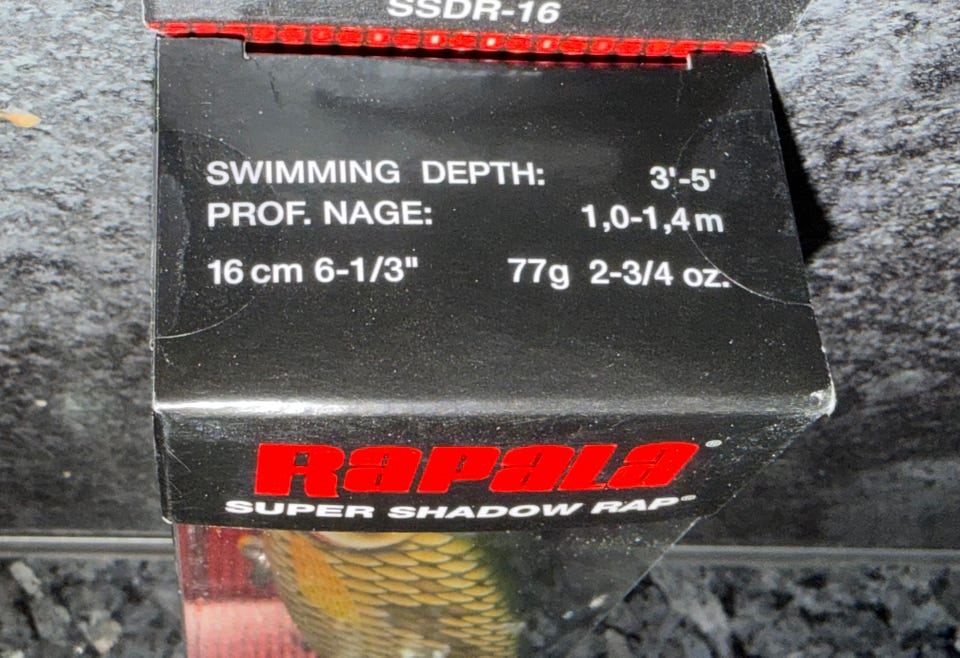 SSDR-16
SWIMMING DEPTH: 3'-5'
PROF. NAGE: 1,0-1,4 m
16 cm 6-1/3" 77g 2-3/4 oz.
RAPALA®
SUPER SHADOW RAP®